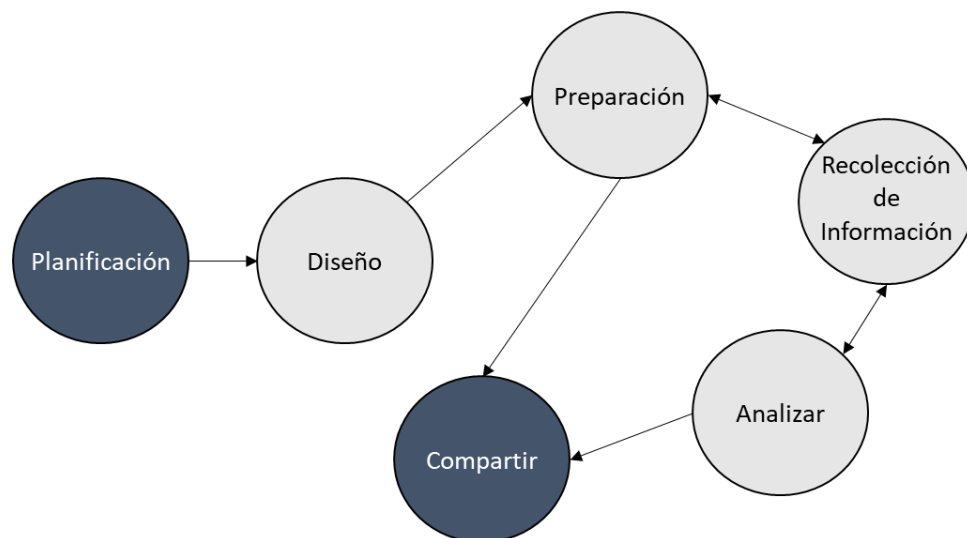 Planificación
Diseño
Preparación
Recolección
de
Información
Analizar
Compartir